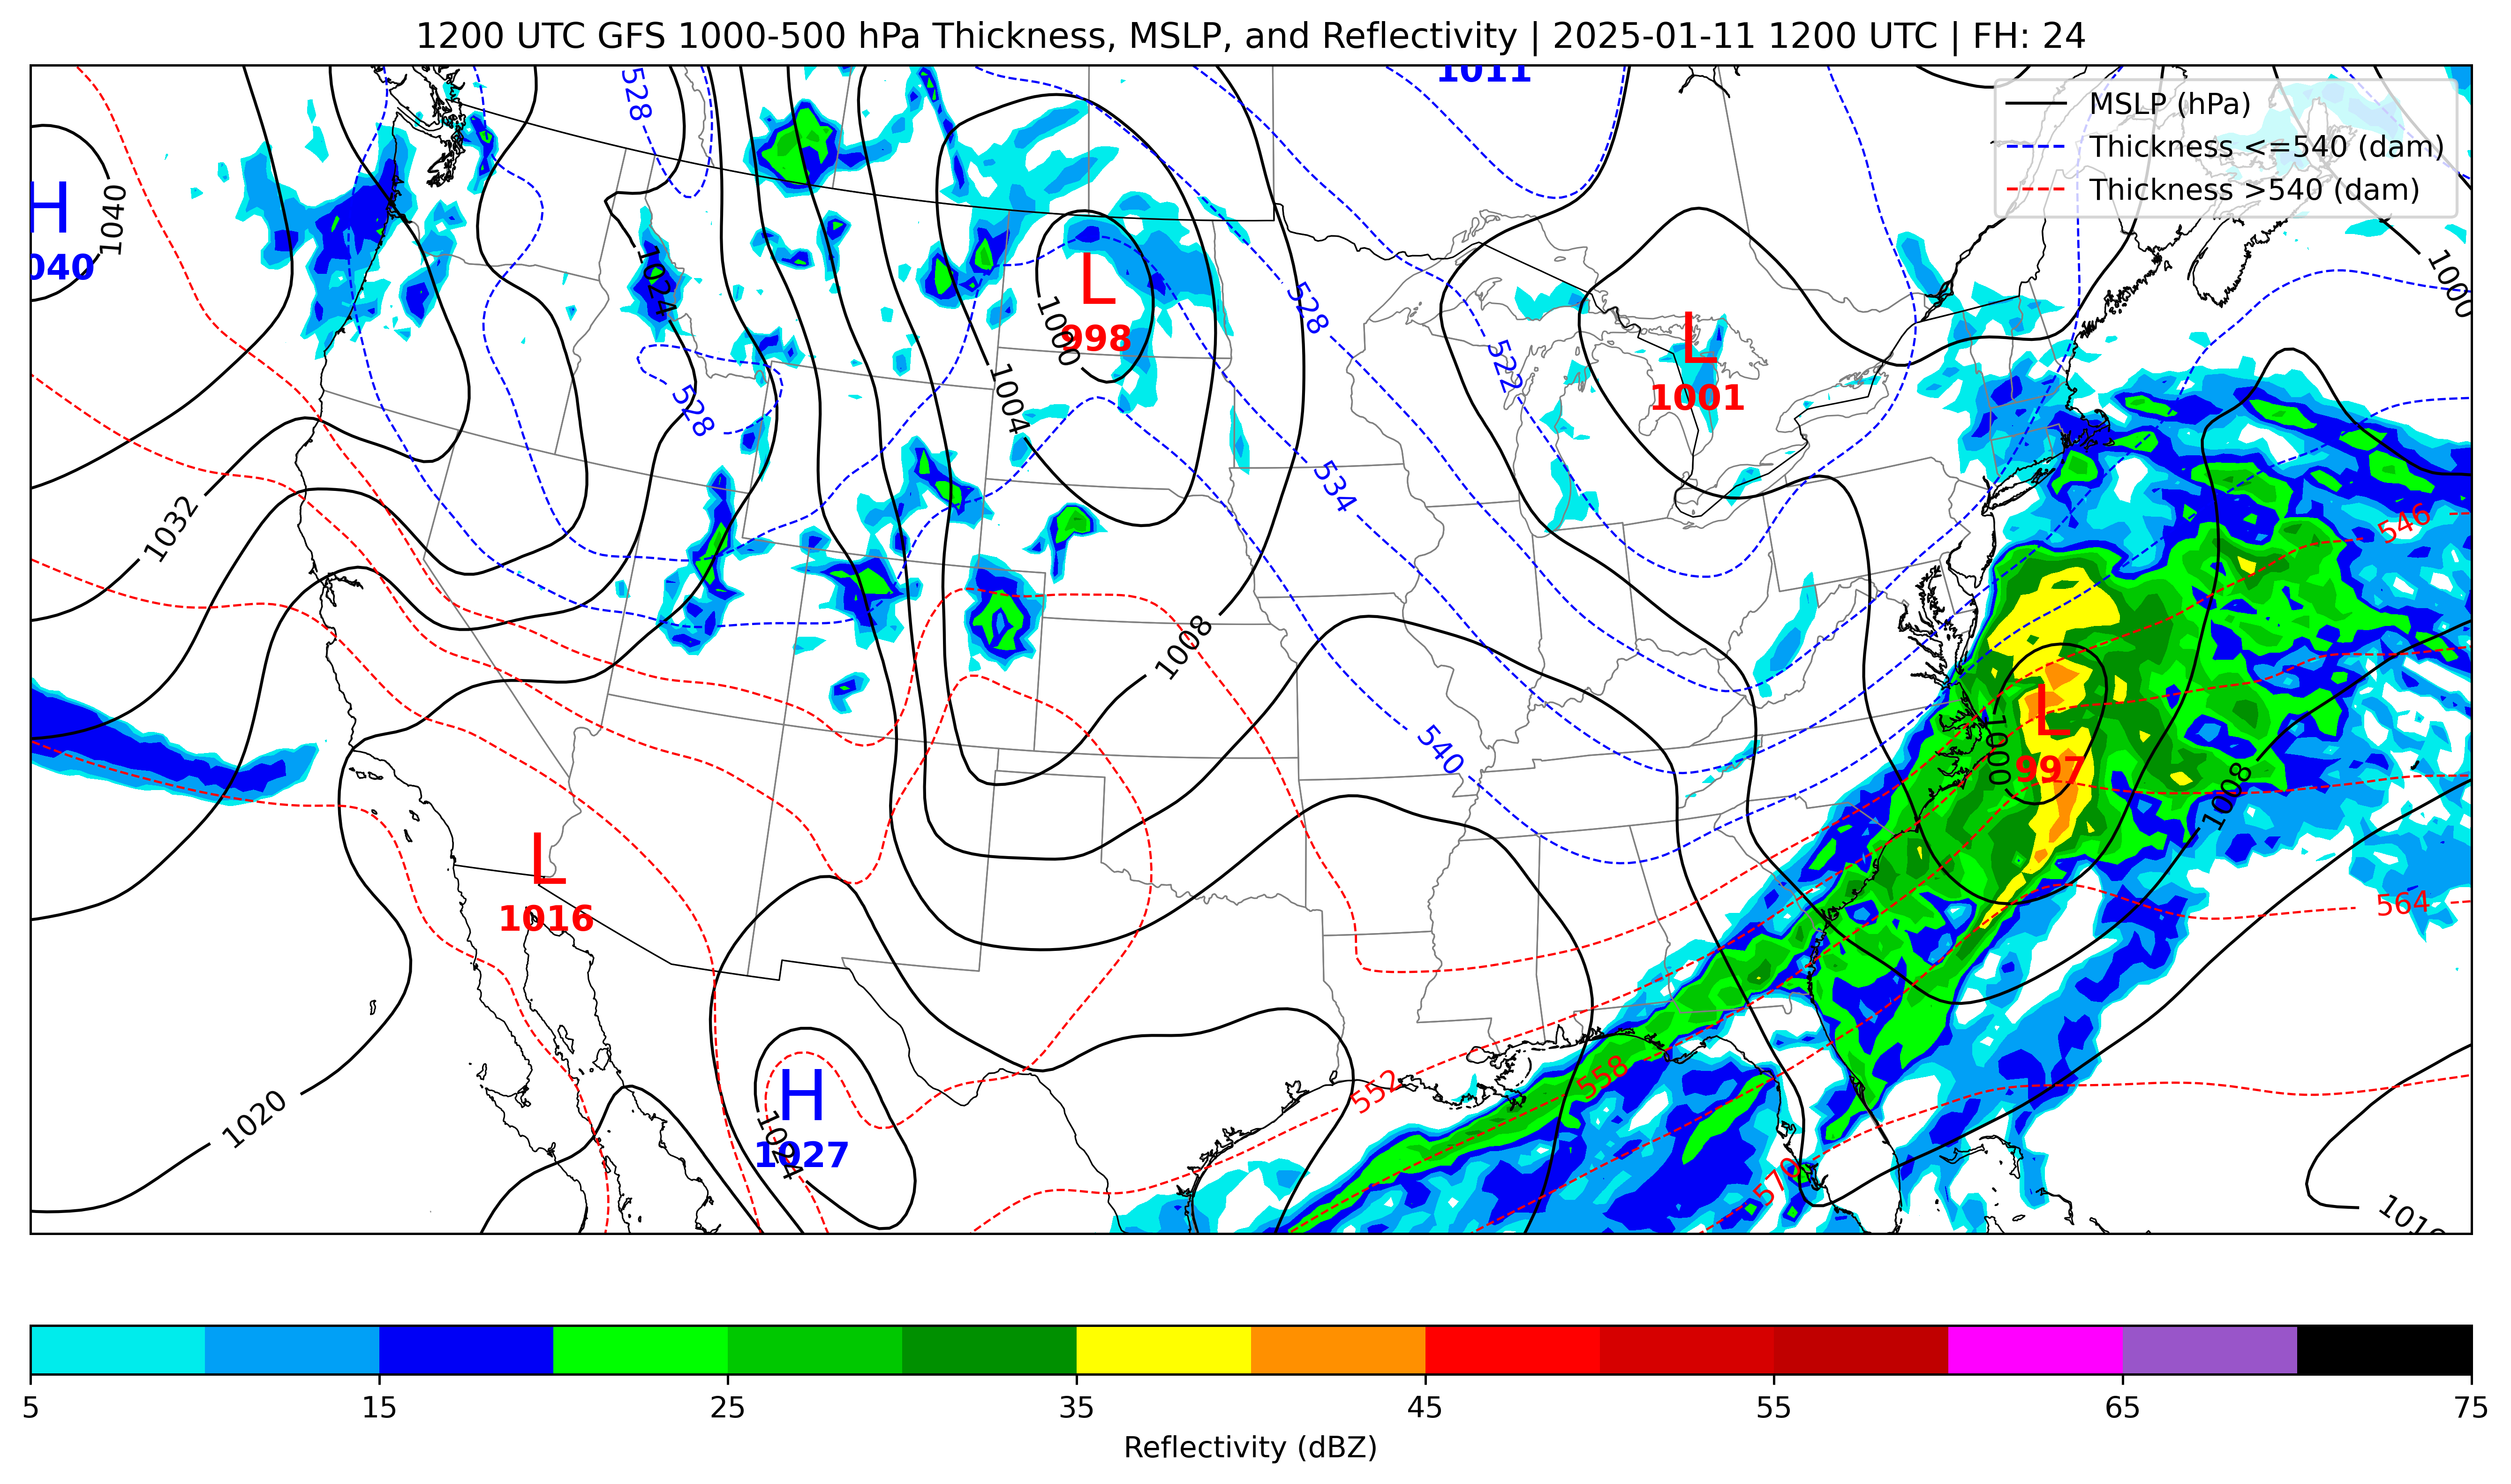 1200 UTC GFS 1000-500 hPa Thickness, MSLP, and Reflectivity | 2025-01-11 1200 UTC | FH: 24
1011
MSLP (hPa)
Thickness <=540 (dam)
Thickness >540 (dam)
528
H
040
1040
1024
L
998
1000
1004
528
522
L
1001
1000
528
534
1032
546
1008
540
L
997
1000
1008
L
1016
564
1020
H
1027
1024
552
558
570
5 15 25 35 45 55 65 75
Reflectivity (dBZ)